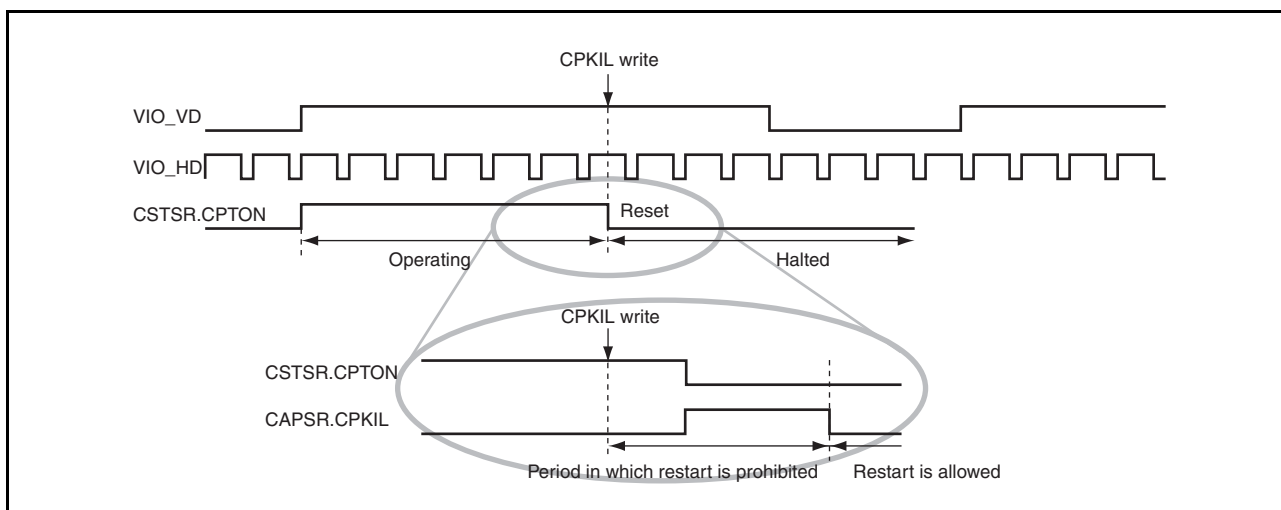 CPKIL write
VIO_VD
VIO_HD
CSTSR.CPTON
Reset
Operating
Halted
CPKIL write
CSTSR.CPTON
CAPSR.CPKIL
Period in which restart is prohibited
Restart is allowed